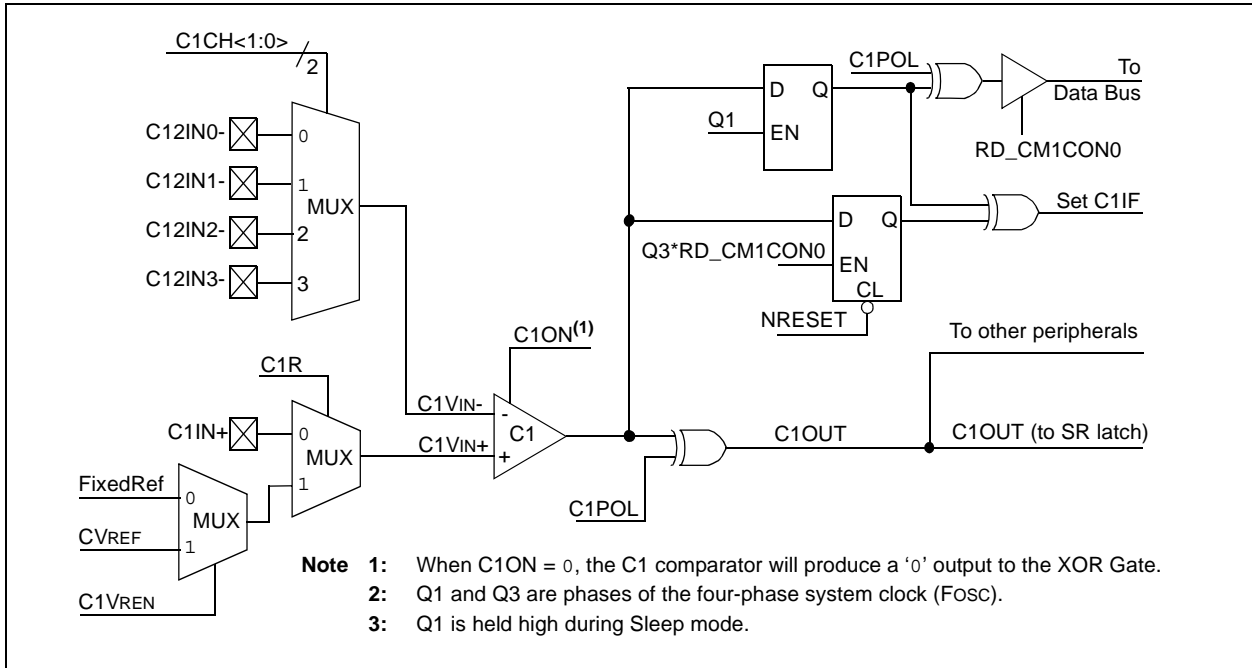 C1CH<1:0>
2
C12IN0-
0
C12IN1-
1
MUX
C12IN2-
2
C12IN3-
3
C1POL
To
Data Bus
D Q
Q1
EN
RD_CM1CON0
Set C1IF
D Q
Q3*RD_CM1CON0
EN
CL
NRESET
C1ON(1)
To other peripherals
C1R
C1VIN-
-
C1
C1IN+
0
MUX
C1VIN+
+
C1OUT
C1OUT (to SR latch)
1
FixedRef
0
MUX
CVREF
1
C1POL
C1VREN
Note 1: When C1ON = 0, the C1 comparator will produce a ‘0’ output to the XOR Gate.
2: Q1 and Q3 are phases of the four-phase system clock (FOSC).
3: Q1 is held high during Sleep mode.